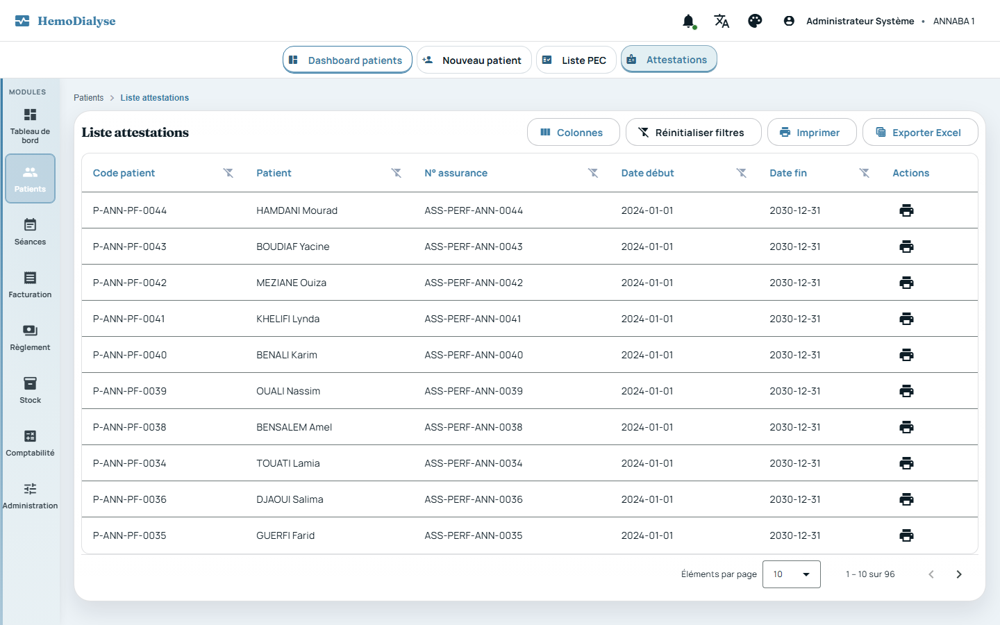 HemoDialyse
Administrateur Système • ANNABA 1
Dashboard patients
Nouveau patient
Liste PEC
Attestations
MODULES
Tableau de
bord
Patients
Séances
Facturation
Règlement
Stock
Comptabilité
Administration
Patients > Liste attestations
Liste attestations
Colonnes
Réinitialiser filtres
Imprimer
Exporter Excel
Code patient Patient N° assurance Date début Date fin Actions
P-ANN-PF-0044 HAMDANI Mourad ASS-PERF-ANN-0044 2024-01-01 2030-12-31
P-ANN-PF-0043 BOUDIAF Yacine ASS-PERF-ANN-0043 2024-01-01 2030-12-31
P-ANN-PF-0042 MEZIANE Ouiza ASS-PERF-ANN-0042 2024-01-01 2030-12-31
P-ANN-PF-0041 KHELIFI Lynda ASS-PERF-ANN-0041 2024-01-01 2030-12-31
P-ANN-PF-0040 BENALI Karim ASS-PERF-ANN-0040 2024-01-01 2030-12-31
P-ANN-PF-0039 OUALI Nassim ASS-PERF-ANN-0039 2024-01-01 2030-12-31
P-ANN-PF-0038 BENSALEM Amel ASS-PERF-ANN-0038 2024-01-01 2030-12-31
P-ANN-PF-0034 TOUATI Lamia ASS-PERF-ANN-0034 2024-01-01 2030-12-31
P-ANN-PF-0036 DJAOUI Salima ASS-PERF-ANN-0036 2024-01-01 2030-12-31
P-ANN-PF-0035 GUERFI Farid ASS-PERF-ANN-0035 2024-01-01 2030-12-31
Éléments par page 10 1 – 10 sur 96